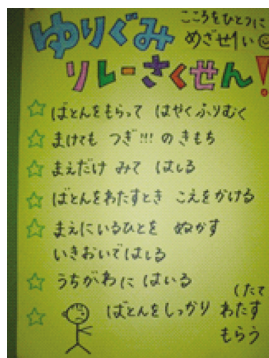 こころをひとつに
ゆりぐみ めざせ1い
リレーさくせん!
ばとんをもらって はやくふりむく
まけても つぎ!!! のきもち
まえだけ みて はしる
ばとんをわたすとき こえをかける
まえにいるひとを ぬかす
いきおいではしる
うちがわに はいる
(たて
ばとんをしっかり わたす
もらう